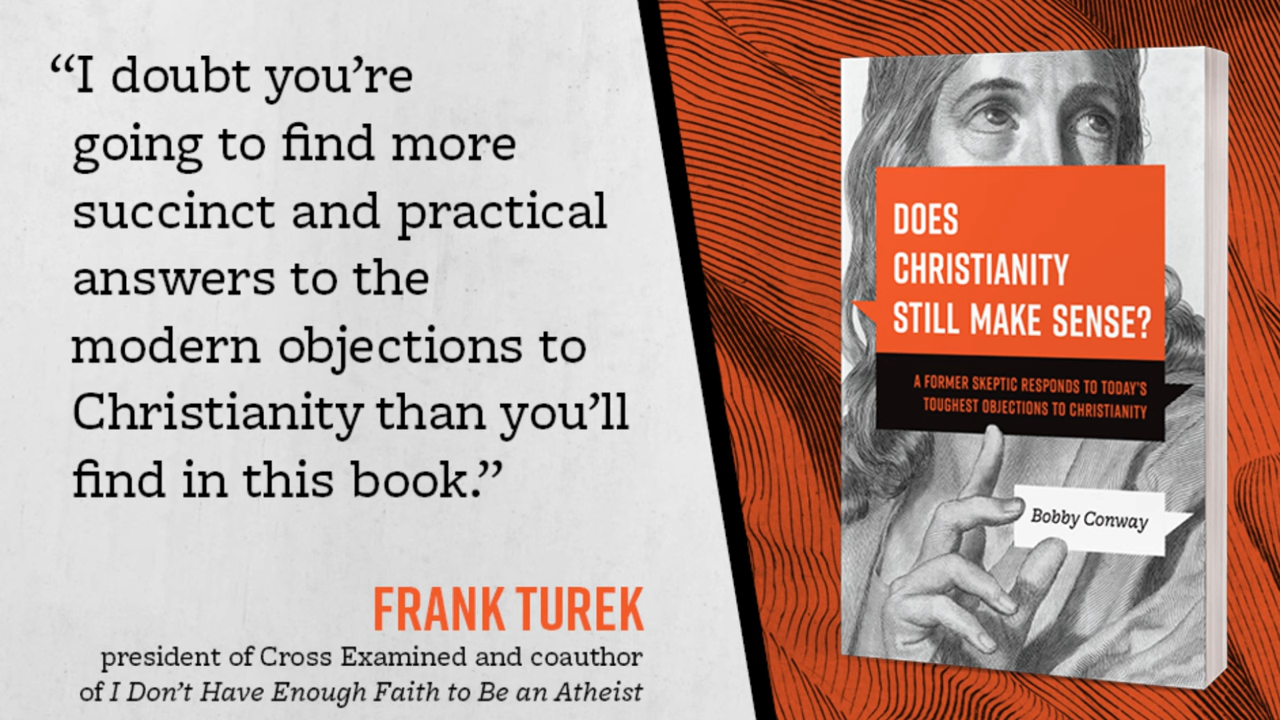 “I doubt you’re
going to find more
succinct and practical
answers to the
modern objections to
Christianity than you’ll
find in this book.”
FRANK TUREK
president of Cross Examined and coauthor
of I Don’t Have Enough Faith to Be an Atheist
DOES
CHRISTIANITY
STILL MAKE SENSE?
A FORMER SKEPTIC RESPONDS TO TODAY’S
TOUGHEST OBJECTIONS TO CHRISTIANITY
Bobby Conway